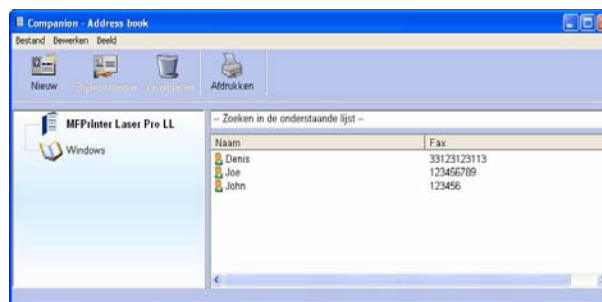 Companion - Address book
Bestand Bewerken Beeld
Nieuw Afdrukken
MFPrinter Laser Pro LL
Windows
-- Zoeken in de onderstaande lijst --
Naam Fax
Denis 33123123113
Joe 123456789
John 123456